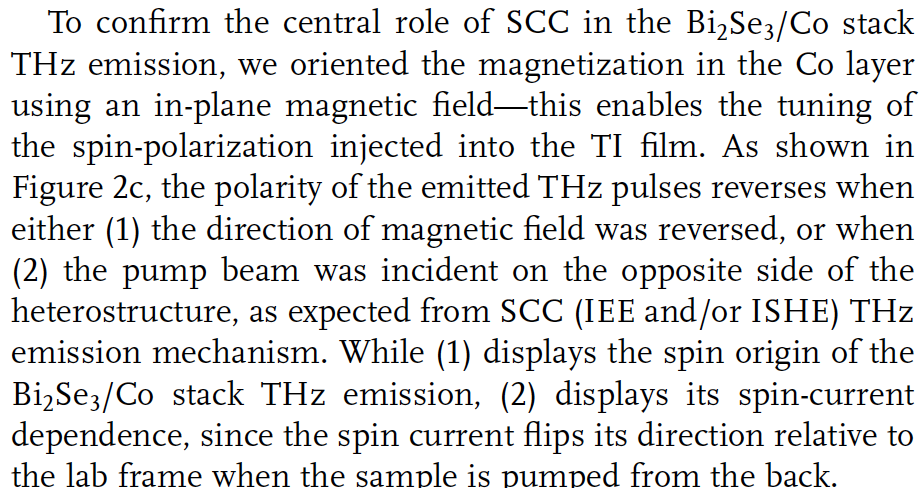 To confirm the central role of SCC in the Bi₂Se₃/Co stack
THz emission, we oriented the magnetization in the Co layer
using an in-plane magnetic field—this enables the tuning of
the spin-polarization injected into the TI film. As shown in
Figure 2c, the polarity of the emitted THz pulses reverses when
either (1) the direction of magnetic field was reversed, or when
(2) the pump beam was incident on the opposite side of the
heterostructure, as expected from SCC (IEE and/or ISHE) THz
emission mechanism. While (1) displays the spin origin of the
Bi₂Se₃/Co stack THz emission, (2) displays its spin-current
dependence, since the spin current flips its direction relative to
the lab frame when the sample is pumped from the back.